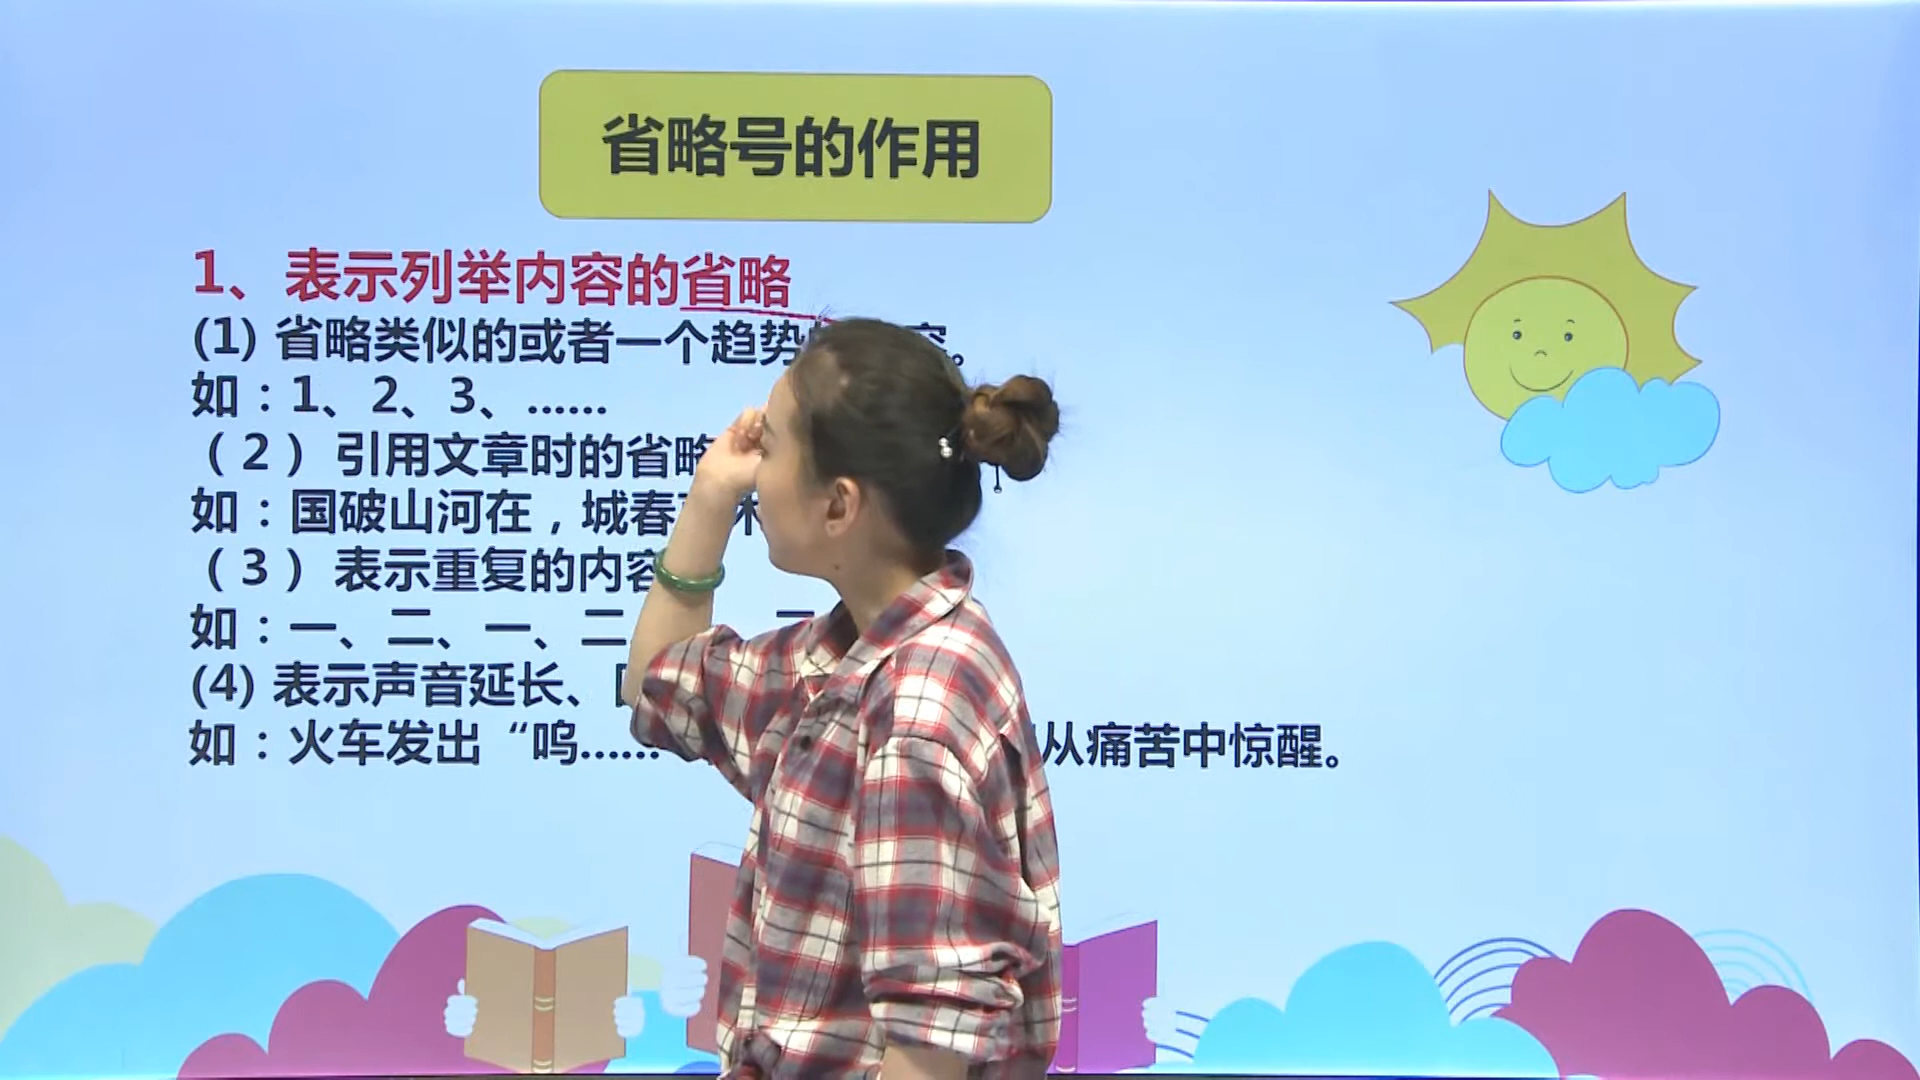 省略号的作用
1、表示列举内容的省略
(1) 省略类似的或者一个趋势 容。
如：1、2、3、……
（2） 引用文章时的省略
如：国破山河在，城春
（3） 表示重复的内容
如：一、二、一、二
(4) 表示声音延长、
如：火车发出“呜…… 从痛苦中惊醒。